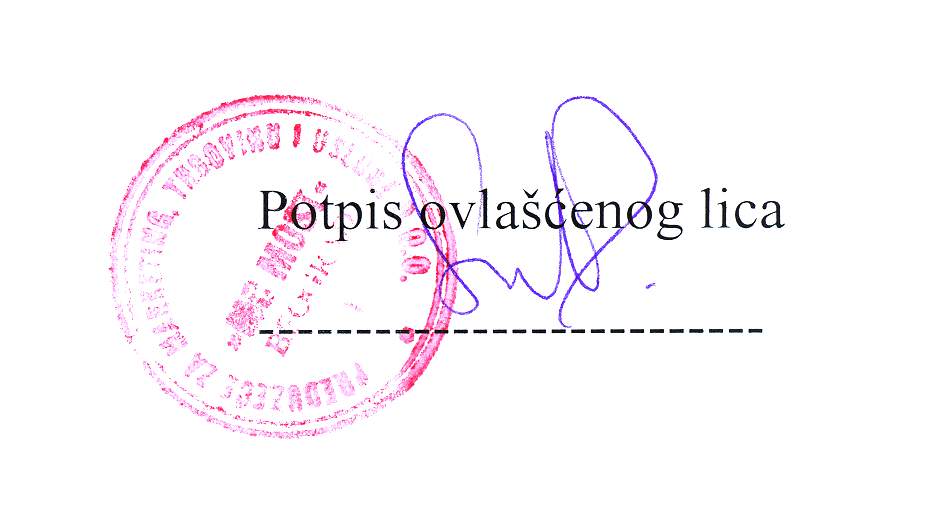 PREDUZEĆE ZA MARKETING, TRGOVINU I USLUGE D.O.O.
Potpis ovlašćenog lica